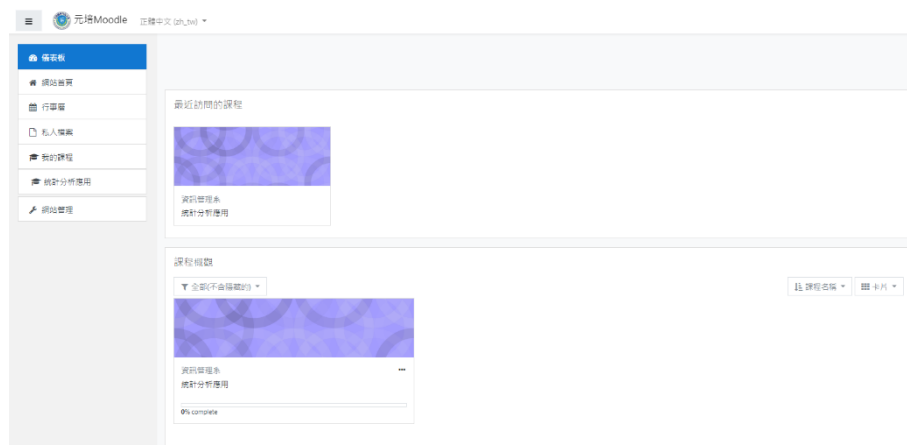 元培Moodle 正體中文 (zh_tw)
儀表板
網站首頁
行事曆
私人檔案
我的課程
統計分析應用
網站管理
最近訪問的課程
資訊管理系
統計分析應用
課程概觀
全部(不含隱藏的)
課程名稱
卡片
資訊管理系
統計分析應用
0% complete